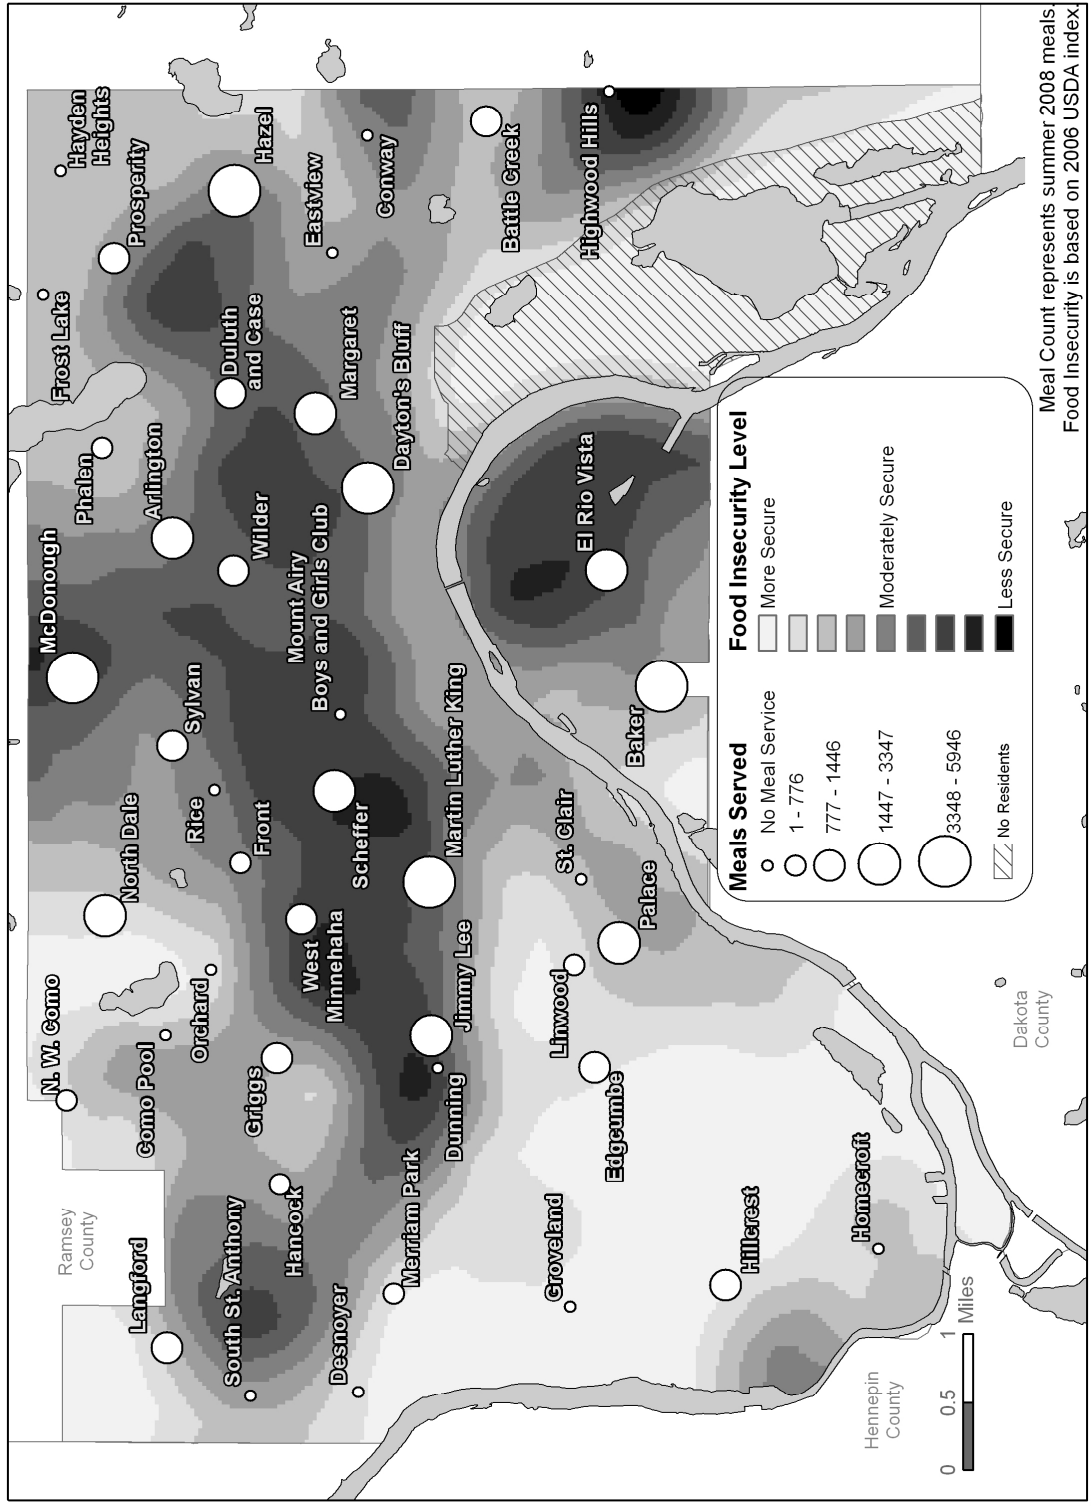 Ramsey
County
Langford
South St. Anthony
Hancock
Desnoyer
Merriam Park
N. W. Como
Como Pool
Orchard
Griggs
Dunning
Jimmy Lee
North Dale
Rice
Front
Sylvan
West
Minnehaha
Scheffer
Martin Luther King
McDonough
Mount Airy
Boys and Girls Club
Wilder
Arlington
Phalen
Frost Lake
Duluth
and Case
Margaret
Dayton's Bluff
Prosperity
Hayden
Heights
Hazel
Eastview
Conway
Battle Creek
Highwood Hills
El Rio Vista
Baker
St. Clair
Palace
Linwood
Edgcumbe
Groveland
Hillcrest
Homecroft
Hennepin
County
Dakota
County
0 0.5 1 Miles
Meals Served
No Meal Service
1 - 776
777 - 1446
1447 - 3347
3348 - 5946
No Residents
Food Insecurity Level
More Secure
Moderately Secure
Less Secure
Meal Count represents summer 2008 meals.
Food Insecurity is based on 2006 USDA index.